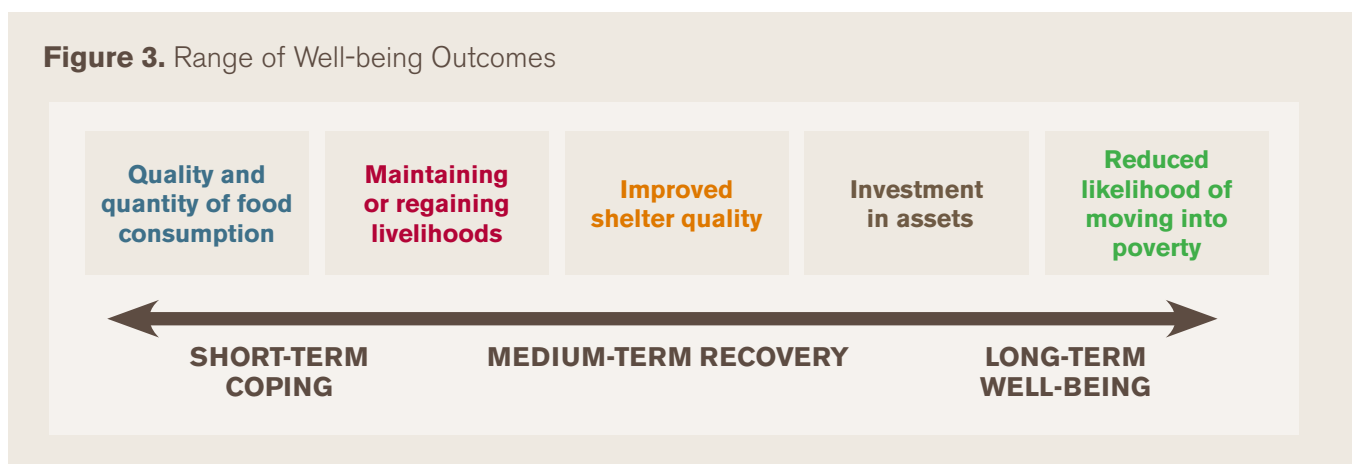 Figure 3. Range of Well-being Outcomes
Quality and
quantity of food
consumption
Maintaining
or regaining
livelihoods
Improved
shelter quality
Investment
in assets
Reduced
likelihood of
moving into
poverty
SHORT-TERM
COPING
MEDIUM-TERM RECOVERY
LONG-TERM
WELL-BEING